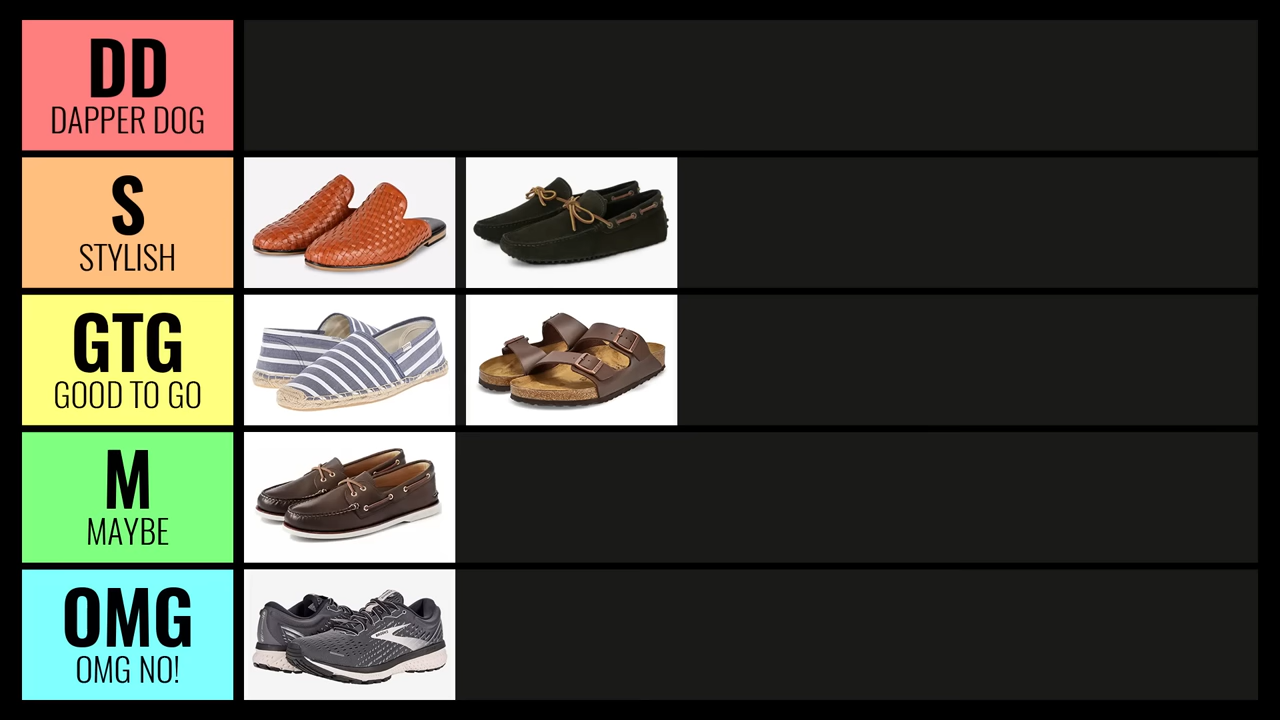 DD
DAPPER DOG
S
STYLISH
GTG
GOOD TO GO
M
MAYBE
OMG
OMG NO!